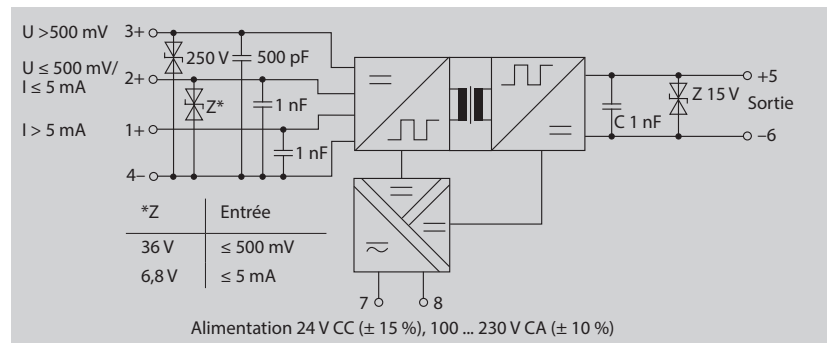 U >500 mV 3+
250 V 500 pF
U ≤ 500 mV/
I ≤ 5 mA 2+
Z* 1 nF
I > 5 mA 1+
1 nF
4–
+5
Z 15 V Sortie
C 1 nF
–6
*Z Entrée
36 V ≤ 500 mV
6,8 V ≤ 5 mA
7 8
Alimentation 24 V CC (± 15 %), 100 ... 230 V CA (± 10 %)